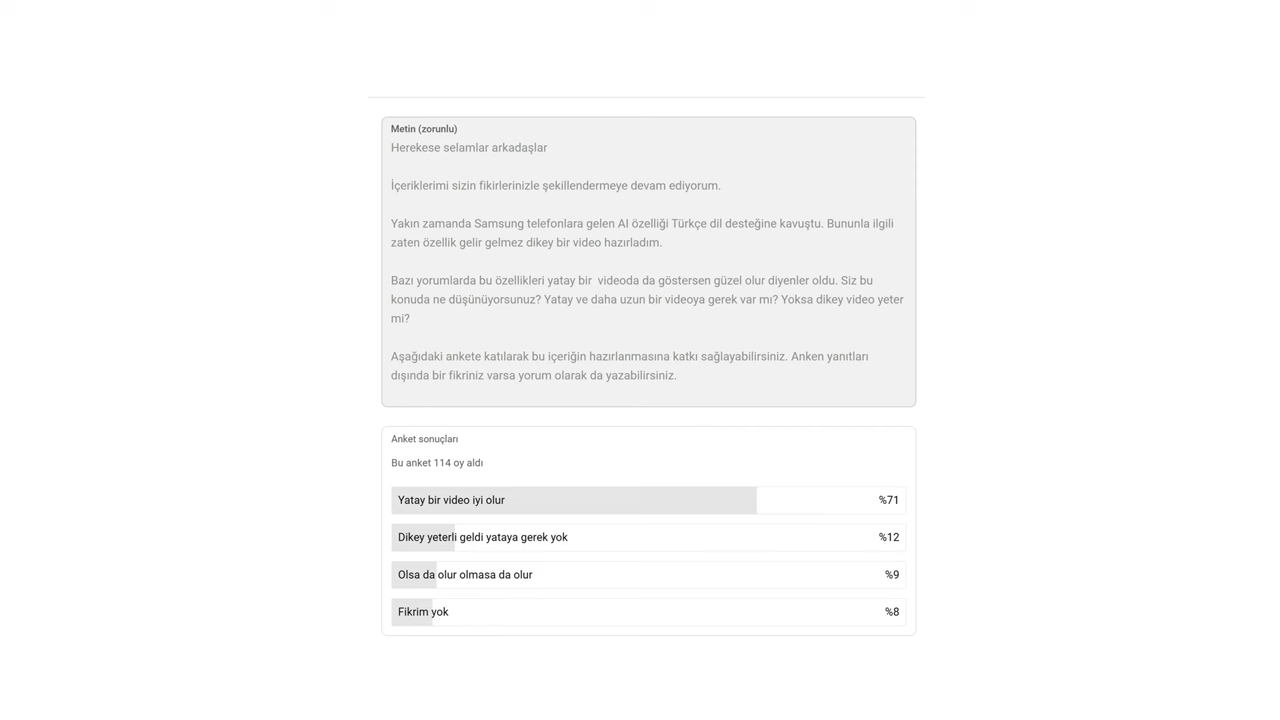 Metin (zorunlu)
Herekese selamlar arkadaşlar
İçeriklerimi sizin fikirlerinizle şekillendermeye devam ediyorum.
Yakın zamanda Samsung telefonlara gelen AI özelliği Türkçe dil desteğine kavuştu. Bununla ilgili
zaten özellik gelir gelmez dikey bir video hazırladım.
Bazı yorumlarda bu özellikleri yatay bir  videoda da göstersen güzel olur diyenler oldu. Siz bu
konuda ne düşünüyorsunuz? Yatay ve daha uzun bir videoya gerek var mı? Yoksa dikey video yeter
mi?
Aşağıdaki ankete katılarak bu içeriğin hazırlanmasına katkı sağlayabilirsiniz. Anken yanıtları
dışında bir fikriniz varsa yorum olarak da yazabilirsiniz.
Anket sonuçları
Bu anket 114 oy aldı
Yatay bir video iyi olur %71
Dikey yeterli geldi yataya gerek yok %12
Olsa da olur olmasa da olur %9
Fikrim yok %8